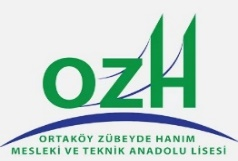 ozH
ORTAKÖY ZÜBEYDE HANIM
MESLEKİ VE TEKNİK ANADOLU LİSESİ